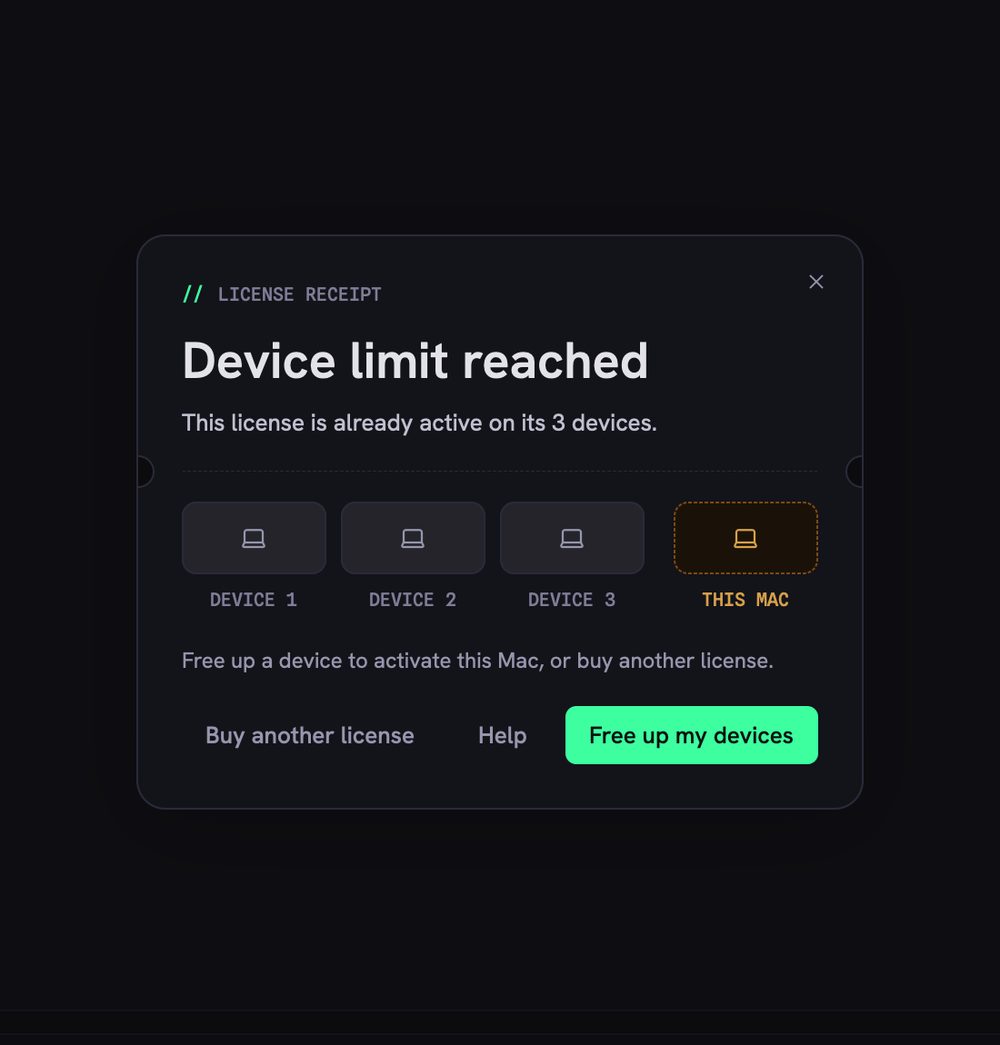 // LICENSE RECEIPT
Device limit reached
This license is already active on its 3 devices.
DEVICE 1 DEVICE 2 DEVICE 3 THIS MAC
Free up a device to activate this Mac, or buy another license.
Buy another license Help Free up my devices